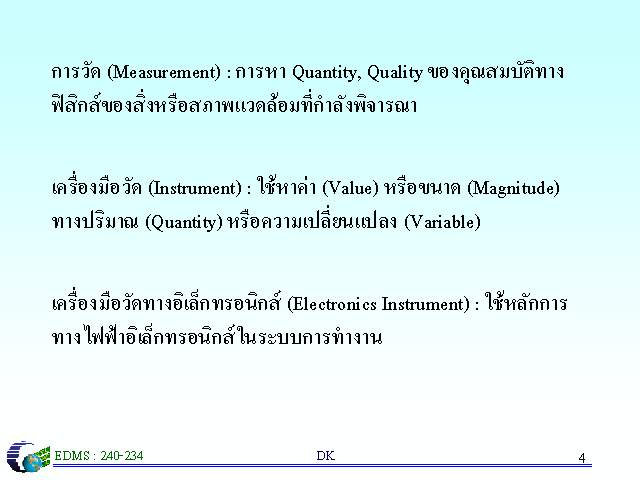 การวัด (Measurement) : การหา Quantity, Quality ของคุณสมบัติทาง
ฟิสิกส์ของสิ่งหรือสภาพแวดล้อมที่กำลังพิจารณา
เครื่องมือวัด (Instrument) : ใช้หาค่า (Value) หรือขนาด (Magnitude)
ทางปริมาณ (Quantity) หรือความเปลี่ยนแปลง (Variable)
เครื่องมือวัดทางอิเล็กทรอนิกส์ (Electronics Instrument) : ใช้หลักการ
ทางไฟฟ้าอิเล็กทรอนิกส์ในระบบการทำงาน
EDMS : 240-234 DK 4